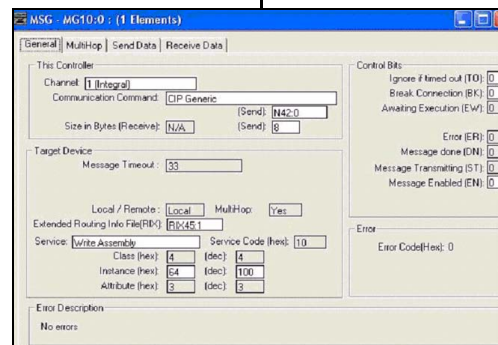 MSG - MG10:0 : (1 Elements)
General MultiHop Send Data Receive Data
This Controller
Channel: 1 (Integral)
Communication Command: CIP Generic
(Send): N42:0
Size in Bytes (Receive): N/A (Send): 8
Target Device
Message Timeout : 33
Local / Remote : Local MultiHop: Yes
Extended Routing Info File(RIX): RIX45:1
Service: Write Assembly Service Code (hex): 10
Class (hex): 4 (dec): 4
Instance (hex): 64 (dec): 100
Attribute (hex): 3 (dec): 3
Control Bits
Ignore if timed out (TO): 0
Break Connection (BK): 0
Awaiting Execution (EW): 0
Error (ER): 0
Message done (DN): 0
Message Transmitting (ST): 0
Message Enabled (EN): 0
Error
Error Code(Hex): 0
Error Description
No errors